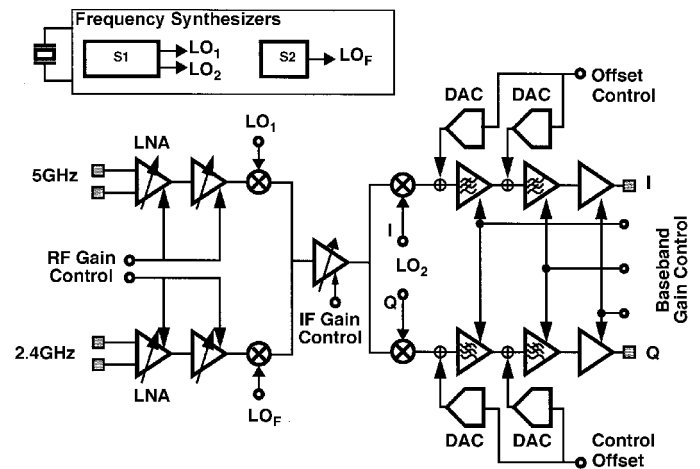 Frequency Synthesizers
S1
LO1
LO2
S2
LOF
DAC
DAC
Offset
Control
LO1
LNA
5GHz
I
I
LO2
RF Gain
Control
Q
IF Gain
Control
Baseband
Gain Control
2.4GHz
LNA
Q
LOF
DAC
DAC
Control
Offset